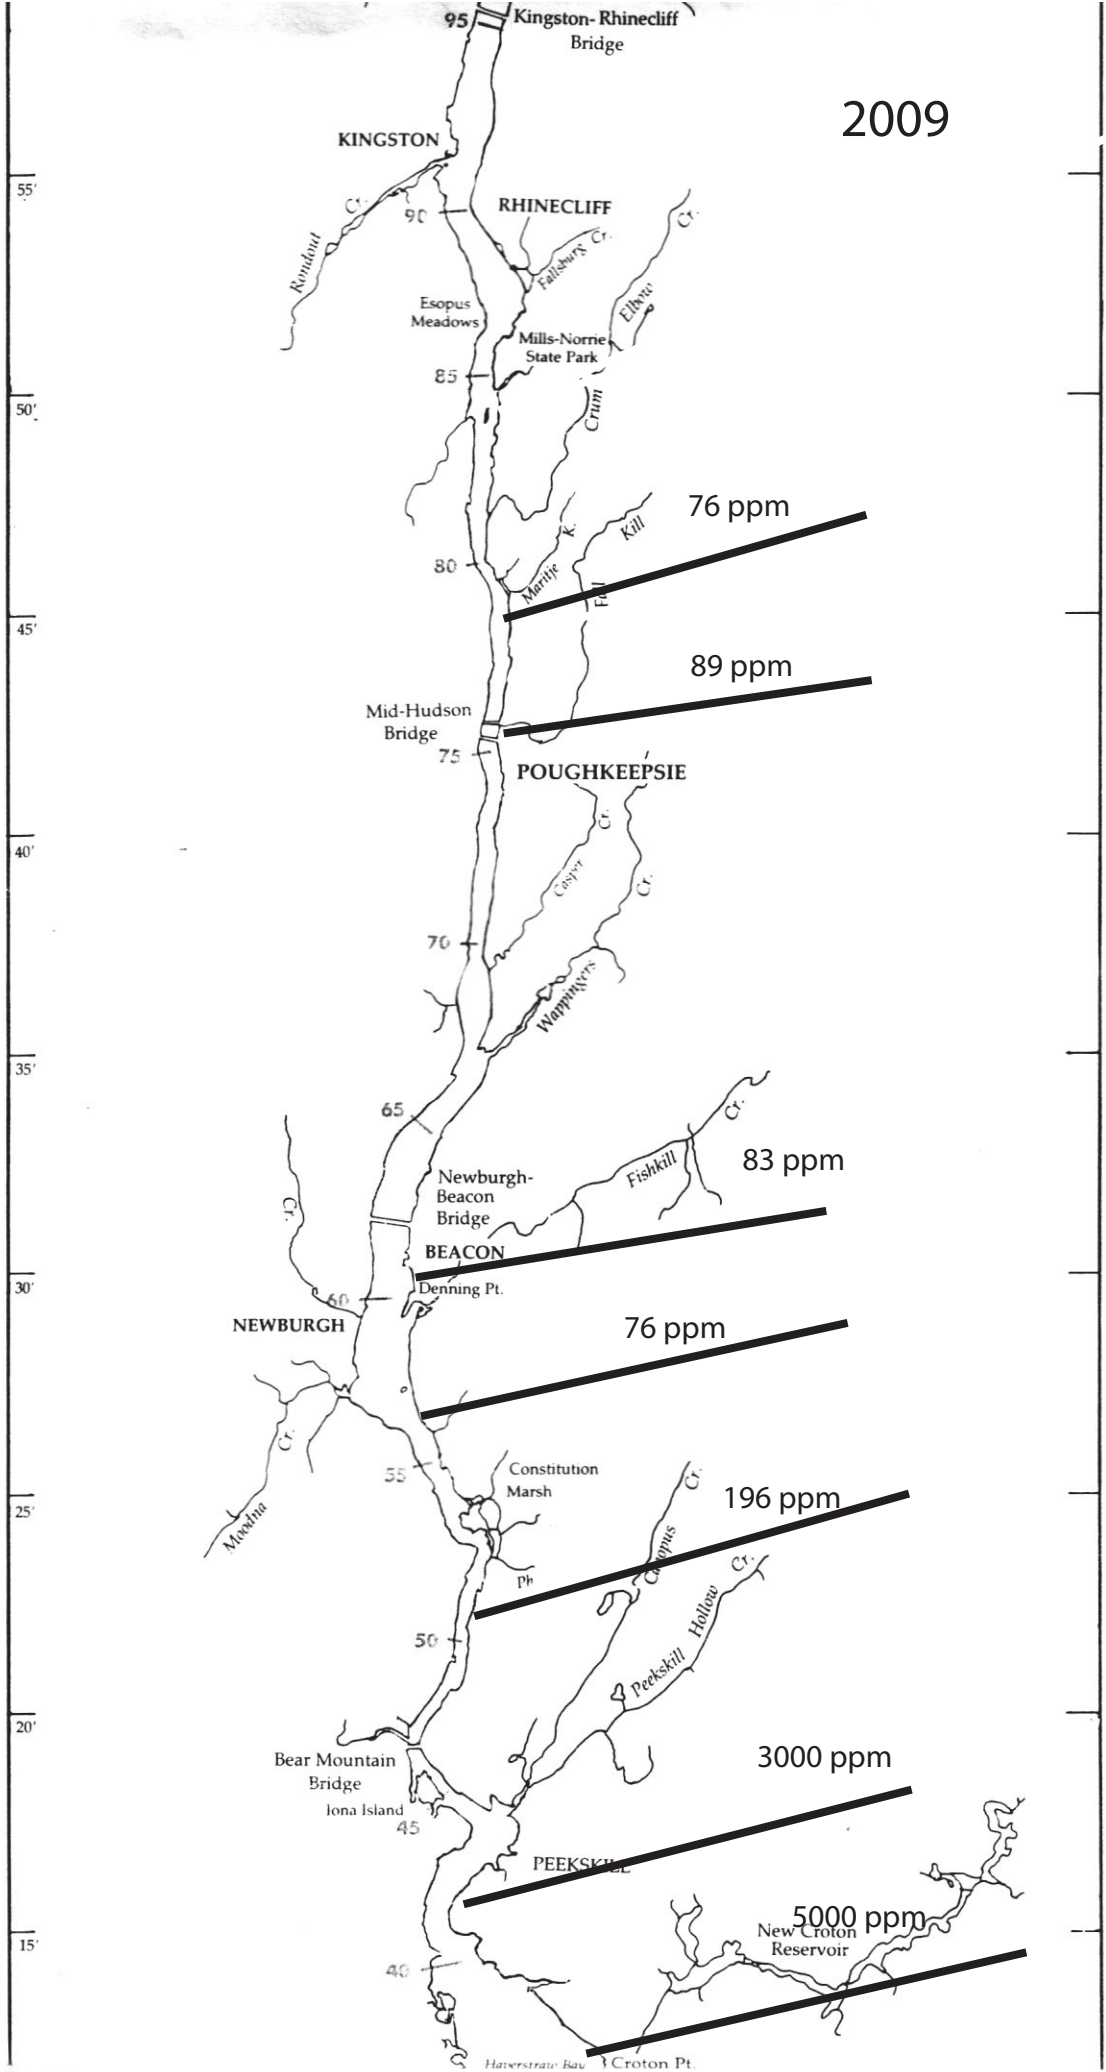 95
Kingston-Rhinecliff
Bridge
2009
KINGSTON
55'
Cr.
90
RHINECLIFF
Cr.
Cr.
Rondout
Fallsburg
Esopus
Meadows
Elbow
Mills-Norrie
State Park
85
50'
Crum
76 ppm
K.
Kill
80
Maritje
Fall
45'
89 ppm
Mid-Hudson
Bridge
75
POUGHKEEPSIE
Cr.
40'
Casper
Cr.
70
Wappingers
35'
65
Cr.
83 ppm
Fishkill
Newburgh-
Beacon
Bridge
Cr.
BEACON
30'
Denning Pt.
60
NEWBURGH
76 ppm
Cr.
55
Constitution
Marsh
Cr.
196 ppm
25'
Moodna
Canopus
Cr.
Ph
Hollow
50
Peekskill
20'
Bear Mountain
Bridge
3000 ppm
Iona Island
45
PEEKSKILL
5000 ppm
New Croton
Reservoir
15'
40
Haverstraw Bay
Croton Pt.